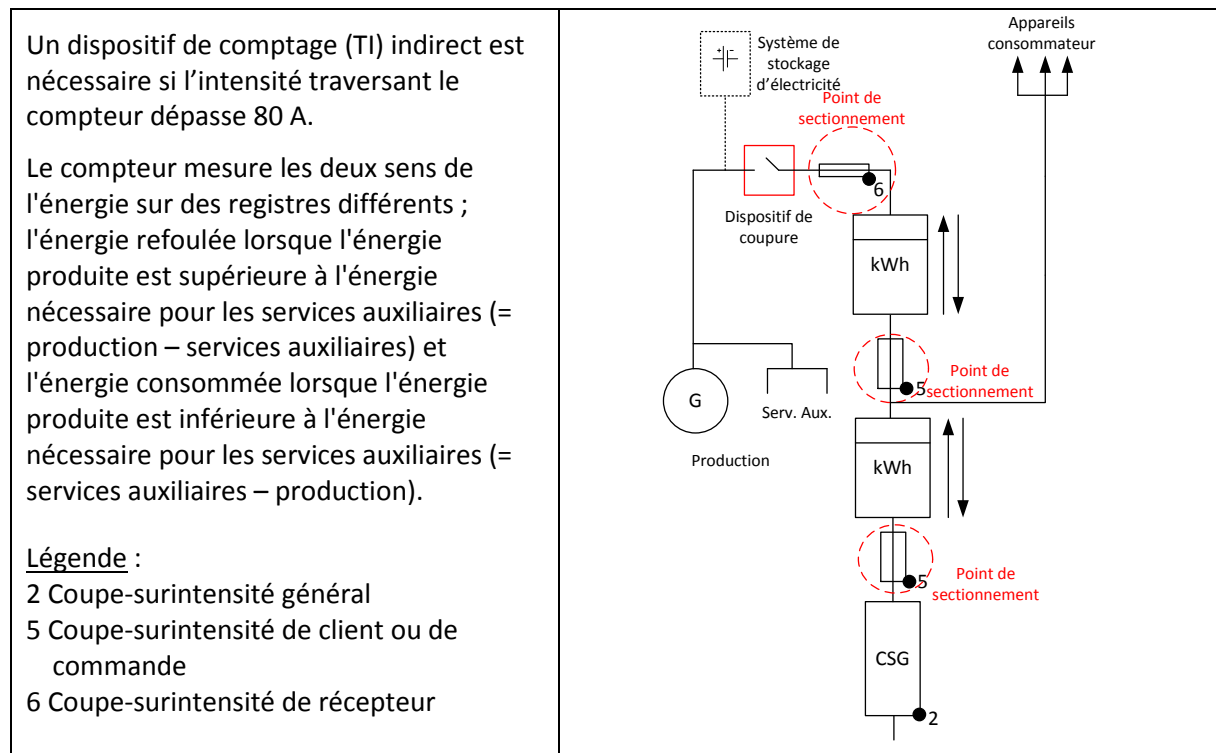 Un dispositif de comptage (TI) indirect est
nécessaire si l’intensité traversant le
compteur dépasse 80 A.
Le compteur mesure les deux sens de
l'énergie sur des registres différents ;
l'énergie refoulée lorsque l'énergie
produite est supérieure à l'énergie
nécessaire pour les services auxiliaires (=
production – services auxiliaires) et
l'énergie consommée lorsque l'énergie
produite est inférieure à l'énergie
nécessaire pour les services auxiliaires (=
services auxiliaires – production).
Légende :
2 Coupe-surintensité général
5 Coupe-surintensité de client ou de
commande
6 Coupe-surintensité de récepteur
Appareils
consommateur
+ -
Système de
stockage
d’électricité
Point de
sectionnement
6
Dispositif de
coupure
kWh
Point de
5 sectionnement
G
Serv. Aux.
Production
kWh
5
Point de
sectionnement
CSG
2